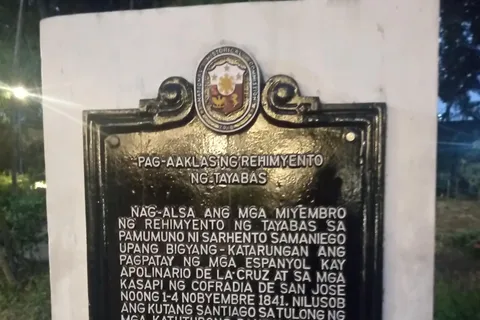 PAG-AAKLAS NG REHIMYENTO
NG TAYABAS
NAG-ALSA ANG MGA MIYEMBRO
NG REHIMYENTO NG TAYABAS SA
PAMUMUNO NI SARHENTO SAMANIEGO
UPANG BIGYANG-KATARUNGAN ANG
PAGPATAY NG MGA ESPANYOL KAY
APOLINARIO DE LA CRUZ AT SA MGA
KASAPI NG COFRADIA DE SAN JOSE
NOONG 1-4 NOBYEMBRE 1841. NILUSOB
ANG KUTANG SANTIAGO SA TULONG NG
MGA KATUTUBONG